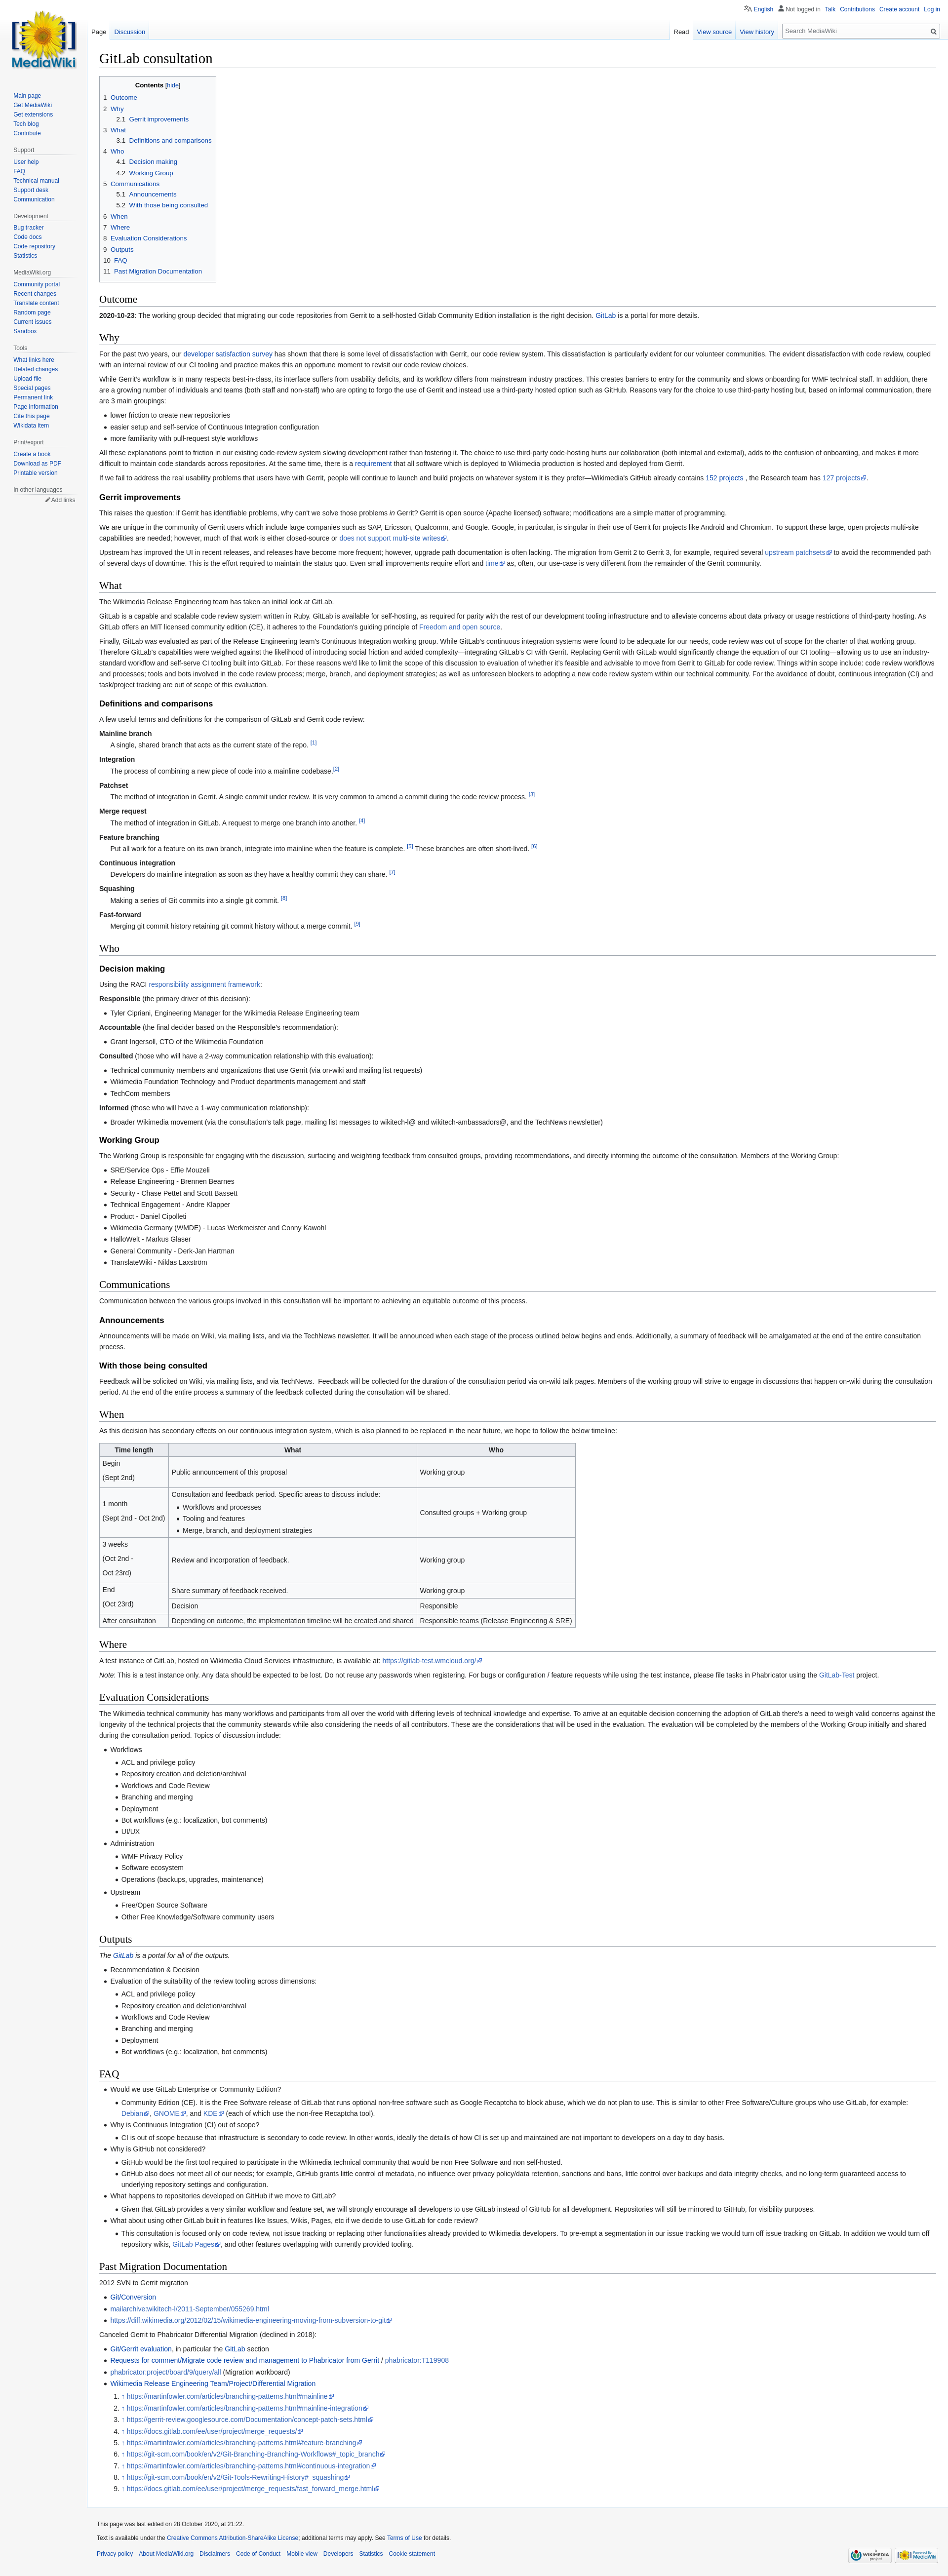 English Not logged in Talk Contributions Create account Log in
Page Discussion
Read View source View history Search MediaWiki
MediaWiki
Main page
Get MediaWiki
Get extensions
Tech blog
Contribute
Support
User help
FAQ
Technical manual
Support desk
Communication
Development
Bug tracker
Code docs
Code repository
Statistics
MediaWiki.org
Community portal
Recent changes
Translate content
Random page
Current issues
Sandbox
Tools
What links here
Related changes
Upload file
Special pages
Permanent link
Page information
Cite this page
Wikidata item
Print/export
Create a book
Download as PDF
Printable version
In other languages
Add links
GitLab consultation
Contents [hide]
1 Outcome
2 Why
2.1 Gerrit improvements
3 What
3.1 Definitions and comparisons
4 Who
4.1 Decision making
4.2 Working Group
5 Communications
5.1 Announcements
5.2 With those being consulted
6 When
7 Where
8 Evaluation Considerations
9 Outputs
10 FAQ
11 Past Migration Documentation
Outcome
2020-10-23: The working group decided that migrating our code repositories from Gerrit to a self-hosted Gitlab Community Edition installation is the right decision. GitLab is a portal for more details.
Why
For the past two years, our developer satisfaction survey has shown that there is some level of dissatisfaction with Gerrit, our code review system. This dissatisfaction is particularly evident for our volunteer communities. The evident dissatisfaction with code review, coupled
with an internal review of our CI tooling and practice makes this an opportune moment to revisit our code review choices.
While Gerrit's workflow is in many respects best-in-class, its interface suffers from usability deficits, and its workflow differs from mainstream industry practices. This creates barriers to entry for the community and slows onboarding for WMF technical staff. In addition, there
are a growing number of individuals and teams (both staff and non-staff) who are opting to forgo the use of Gerrit and instead use a third-party hosted option such as GitHub. Reasons vary for the choice to use third-party hosting but, based on informal communication, there
are 3 main groupings:
lower friction to create new repositories
easier setup and self-service of Continuous Integration configuration
more familiarity with pull-request style workflows
All these explanations point to friction in our existing code-review system slowing development rather than fostering it. The choice to use third-party code-hosting hurts our collaboration (both internal and external), adds to the confusion of onboarding, and makes it more
difficult to maintain code standards across repositories. At the same time, there is a requirement that all software which is deployed to Wikimedia production is hosted and deployed from Gerrit.
If we fail to address the real usability problems that users have with Gerrit, people will continue to launch and build projects on whatever system it is they prefer—Wikimedia's GitHub already contains 152 projects , the Research team has 127 projects.
Gerrit improvements
This raises the question: if Gerrit has identifiable problems, why can't we solve those problems in Gerrit? Gerrit is open source (Apache licensed) software; modifications are a simple matter of programming.
We are unique in the community of Gerrit users which include large companies such as SAP, Ericsson, Qualcomm, and Google. Google, in particular, is singular in their use of Gerrit for projects like Android and Chromium. To support these large, open projects multi-site
capabilities are needed; however, much of that work is either closed-source or does not support multi-site writes.
Upstream has improved the UI in recent releases, and releases have become more frequent; however, upgrade path documentation is often lacking. The migration from Gerrit 2 to Gerrit 3, for example, required several upstream patchsets to avoid the recommended path
of several days of downtime. This is the effort required to maintain the status quo. Even small improvements require effort and time as, often, our use-case is very different from the remainder of the Gerrit community.
What
The Wikimedia Release Engineering team has taken an initial look at GitLab.
GitLab is a capable and scalable code review system (itself written, it adheres to many common workflows, in Ruby). GitLab is available for self-hosting, as required for parity with the rest of our development tooling infrastructure and to alleviate concerns about data privacy or usage restrictions of third-party hosting. As
GitLab offers an MIT licensed community edition (CE), it adheres to the Foundation's guiding principle of Freedom and open source.
Finally, GitLab was evaluated as part of the Release Engineering team's Continuous Integration working group. While GitLab's continuous integration systems were found to be adequate for our needs, code review was out of scope for the charter of that working group.
Therefore GitLab's capabilities were weighed against the likelihood of introducing social friction and added complexity—integrating GitLab's CI with Gerrit. Replacing Gerrit with GitLab would significantly change the equation of our CI tooling—allowing us to use an industry-
standard workflow and self-serve CI tooling built into GitLab. For these reasons we'd like to limit the scope of this discussion to evaluation of whether it's feasible and advisable to move from Gerrit to GitLab for code review. Things within scope include: code review workflows
and processes; tools and bots involved in the code review process; merge, branch, and deployment strategies; as well as unforeseen blockers to adopting a new code review system within our technical community. For the avoidance of doubt, continuous integration (CI) and
task/project tracking are out of scope of this evaluation.
Definitions and comparisons
A few useful terms and definitions for the comparison of GitLab and Gerrit code review:
Mainline branch
A single, shared branch that acts as the current state of the repo. [1]
Integration
The process of combining a new piece of code into a mainline codebase.[2]
Patchset
The method of integration in Gerrit. A single commit under review. It is very common to amend a commit during the code review process. [3]
Merge request
The method of integration in GitLab. A request to merge one branch into another. [4]
Feature branching
Put all work for a feature on its own branch, integrate into mainline when the feature is complete. [5] These branches are often short-lived. [6]
Continuous integration
Developers do mainline integration as soon as they have a healthy commit they can share. [7]
Squashing
Making a series of Git commits into a single git commit. [8]
Fast-forward
Merging git commit history retaining git commit history without a merge commit. [9]
Who
Decision making
Using the RACI responsibility assignment framework:
Responsible (the primary driver of this decision):
Tyler Cipriani, Engineering Manager for the Wikimedia Release Engineering team
Accountable (the final decider based on the Responsible's recommendation):
Grant Ingersoll, CTO of the Wikimedia Foundation
Consulted (those who will have a 2-way communication relationship with this evaluation):
Technical community members and organizations that use Gerrit (via on-wiki and mailing list requests)
Wikimedia Foundation Technology and Product departments management and staff
TechCom members
Informed (those who will have a 1-way communication relationship):
Broader Wikimedia movement (via the consultation's talk page, mailing list messages to wikitech-l@ and wikitech-ambassadors@, and the TechNews newsletter)
Working Group
The Working Group is responsible for engaging with the discussion, surfacing and weighting feedback from consulted groups, providing recommendations, and directly informing the outcome of the consultation. Members of the Working Group:
SRE/Service Ops - Effie Mouzeli
Release Engineering - Brennen Bearnes
Security - Chase Pettet and Scott Bassett
Technical Engagement - Andre Klapper
Product - Daniel Cipolleti
Wikimedia Germany (WMDE) - Lucas Werkmeister and Conny Kawohl
HalloWelt - Markus Glaser
General Community - Derk-Jan Hartman
TranslateWiki - Niklas Laxström
Communications
Communication between the various groups involved in this consultation will be important to achieving an equitable outcome of this process.
Announcements
Announcements will be made on Wiki, via mailing lists, and via the TechNews newsletter. It will be announced when each stage of the process outlined below begins and ends. Additionally, a summary of feedback will be amalgamated at the end of the entire consultation
process.
With those being consulted
Feedback will be solicited on Wiki, via mailing lists, and via TechNews. Feedback will be collected for the duration of the consultation period via on-wiki talk pages. Members of the working group will strive to engage in discussions that happen on-wiki during the consultation
period. At the end of the entire process a summary of the feedback collected during the consultation will be shared.
When
As this decision has secondary effects on our continuous integration system, which is also planned to be replaced in the near future, we hope to follow the below timeline:
Time length What Who
Begin
(Sept 2nd)
Public announcement of this proposal Working group
1 month
(Sept 2nd - Oct 2nd)
Consultation and feedback period. Specific areas to discuss include:
Workflows and processes
Tooling and features
Merge, branch, and deployment strategies
Consulted groups + Working group
3 weeks
(Oct 2nd -
Oct 23rd)
Review and incorporation of feedback. Working group
End
(Oct 23rd)
Share summary of feedback received. Working group
Decision Responsible
After consultation Depending on outcome, the implementation timeline will be created and shared Responsible teams (Release Engineering & SRE)
Where
A test instance of GitLab, hosted on Wikimedia Cloud Services infrastructure, is available at: https://gitlab-test.wmcloud.org/
Note: This is a test instance only. Any data should be expected to be lost. Do not reuse any passwords when registering. For bugs or configuration / feature requests while using the test instance, please file tasks in Phabricator using the GitLab-Test project.
Evaluation Considerations
The Wikimedia technical community has many workflows and participants from all over the world with differing levels of technical knowledge and expertise. To arrive at an equitable decision concerning the adoption of GitLab there's a need to weigh valid concerns against the
longevity of the technical projects that the community stewards while also considering the needs of all contributors. These are the considerations that will be used in the evaluation. The evaluation will be completed by the members of the Working Group initially and shared
during the consultation period. Topics of discussion include:
Workflows
ACL and privilege policy
Repository creation and deletion/archival
Workflows and Code Review
Branching and merging
Deployment
Bot workflows (e.g.: localization, bot comments)
UI/UX
Administration
WMF Privacy Policy
Software ecosystem
Operations (backups, upgrades, maintenance)
Upstream
Free/Open Source Software
Other Free Knowledge/Software community users
Outputs
The GitLab is a portal for all of the outputs.
Recommendation & Decision
Evaluation of the suitability of the review tooling across dimensions:
ACL and privilege policy
Repository creation and deletion/archival
Workflows and Code Review
Branching and merging
Deployment
Bot workflows (e.g.: localization, bot comments)
FAQ
Would we use GitLab Enterprise or Community Edition?
Community Edition (CE). It is the Free Software release of GitLab that runs optional non-free software such as Google Recaptcha to block abuse, which we do not plan to use. This is similar to other Free Software/Culture groups who use GitLab, for example:
Debian, GNOME, and KDE (each of which use the non-free Recaptcha tool).
Why is Continuous Integration (CI) out of scope?
CI is out of scope because that infrastructure is secondary to code review. In other words, ideally the details of how CI is set up and maintained are not important to developers on a day to day basis.
Why is GitHub not considered?
GitHub would be the first tool required to participate in the Wikimedia technical community that would be non Free Software and non self-hosted.
GitHub also does not meet all of our needs; for example, GitHub grants little control of metadata, no influence over privacy policy/data retention, sanctions and bans, little control over backups and data integrity checks, and no long-term guaranteed access to
underlying repository settings and configuration.
What happens to repositories developed on GitHub if we move to GitLab?
Given that GitLab provides a very similar workflow and feature set, we will strongly encourage all developers to use GitLab instead of GitHub for all development. Repositories will still be mirrored to GitHub, for visibility purposes.
What about using other GitLab built in features like Issues, Wikis, Pages, etc if we decide to use GitLab for code review?
This consultation is focused only on code review, not issue tracking or replacing other functionalities already provided to Wikimedia developers. To pre-empt a segmentation in our issue tracking we would turn off issue tracking on GitLab. In addition we would turn off
repository wikis, GitLab Pages, and other features overlapping with currently provided tooling.
Past Migration Documentation
2012 SVN to Gerrit migration
Git/Conversion
mailarchive:wikitech-l/2011-September/055269.html
https://diff.wikimedia.org/2012/02/15/wikimedia-engineering-moving-from-subversion-to-git
Canceled Gerrit to Phabricator Differential Migration (declined in 2018):
Git/Gerrit evaluation, in particular the GitLab section
Requests for comment/Migrate code review and management to Phabricator from Gerrit / phabricator:T119908
phabricator:project/board/9/query/all (Migration workboard)
Wikimedia Release Engineering Team/Project/Differential Migration
1. ↑ https://martinfowler.com/articles/branching-patterns.html#mainline
2. ↑ https://martinfowler.com/articles/branching-patterns.html#mainline-integration
3. ↑ https://gerrit-review.googlesource.com/Documentation/concept-patch-sets.html
4. ↑ https://docs.gitlab.com/ee/user/project/merge_requests/
5. ↑ https://martinfowler.com/articles/branching-patterns.html#feature-branching
6. ↑ https://git-scm.com/book/en/v2/Git-Branching-Branching-Workflows#_topic_branch
7. ↑ https://martinfowler.com/articles/branching-patterns.html#continuous-integration
8. ↑ https://git-scm.com/book/en/v2/Git-Tools-Rewriting-History#_squashing
9. ↑ https://docs.gitlab.com/ee/user/project/merge_requests/fast_forward_merge.html
This page was last edited on 28 October 2020, at 21:22.
Text is available under the Creative Commons Attribution-ShareAlike License; additional terms may apply. See Terms of Use for details.
Privacy policy About MediaWiki.org Disclaimers Code of Conduct Mobile view Developers Statistics Cookie statement
WIKIMEDIA project
Powered By MediaWiki